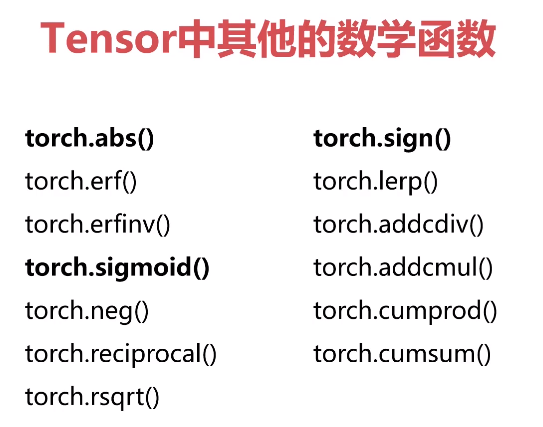 Tensor中其他的数学函数
torch.abs()
torch.erf()
torch.erfinv()
torch.sigmoid()
torch.neg()
torch.reciprocal()
torch.rsqrt()
torch.sign()
torch.lerp()
torch.addcdiv()
torch.addcmul()
torch.cumprod()
torch.cumsum()